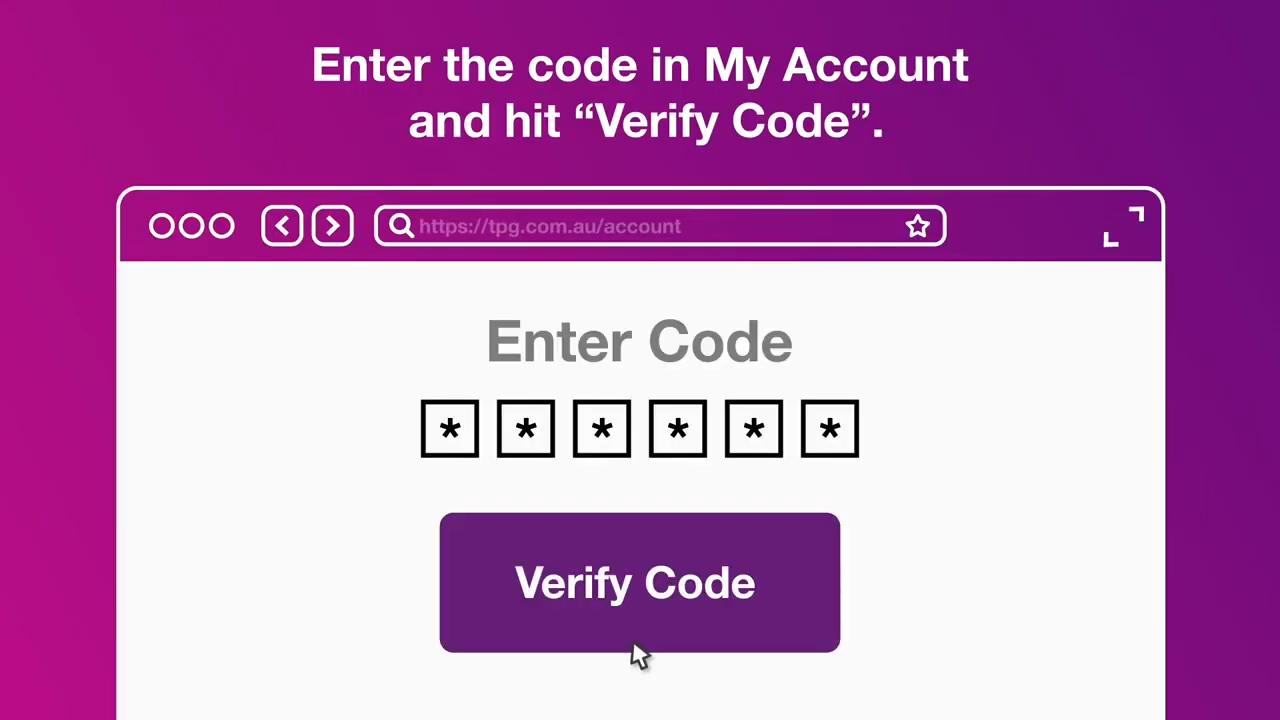 Enter the code in My Account
and hit “Verify Code”.
https://tpg.com.au/account
Enter Code
* * * * * *
Verify Code